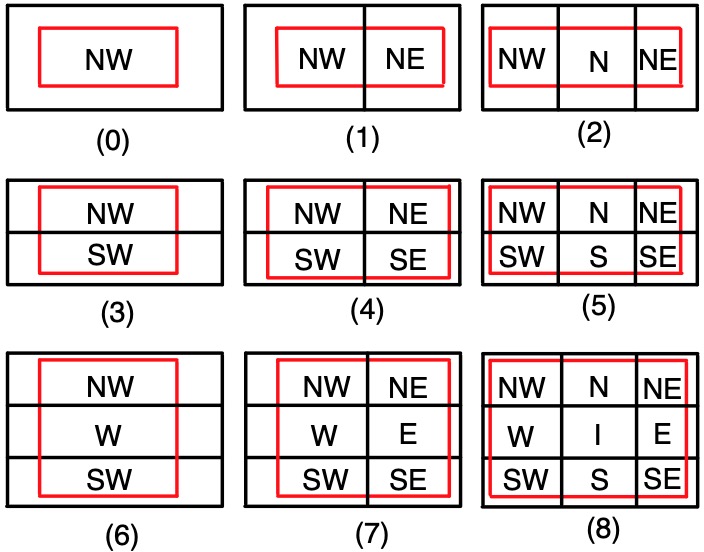 NW
NW NE
NW N NE
(0)
(1)
(2)
NW
SW
NW NE
SW SE
NW N NE
SW S SE
(3)
(4)
(5)
NW
W
SW
NW NE
W E
SW SE
NW N NE
W I E
SW S SE
(6)
(7)
(8)